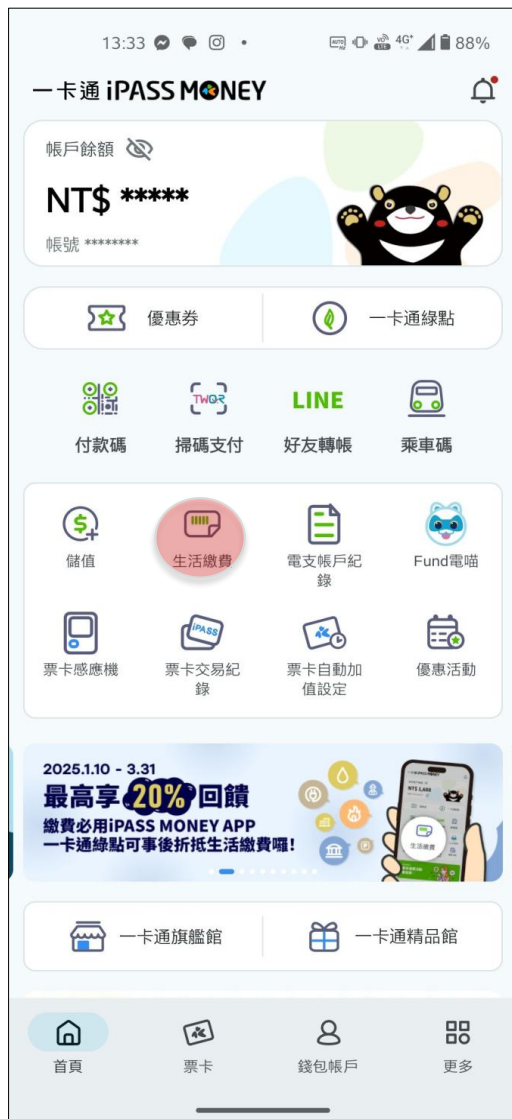 13:33
4G+
88%
一卡通 iPASS MONEY
帳戶餘額
NT$ *****
帳號 ********
優惠券
一卡通綠點
TWQR
LINE
付款碼
掃碼支付
好友轉帳
乘車碼
儲值
生活繳費
電支帳戶紀
錄
Fund電喵
iPASS
票卡感應機
票卡交易紀
錄
票卡自動加
值設定
優惠活動
2025.1.10 - 3.31
最高享20%回饋
繳費必用iPASS MONEY APP
一卡通綠點可事後折抵生活繳費囉!
生活繳費
一卡通旗艦館
一卡通精品館
首頁
票卡
錢包帳戶
更多